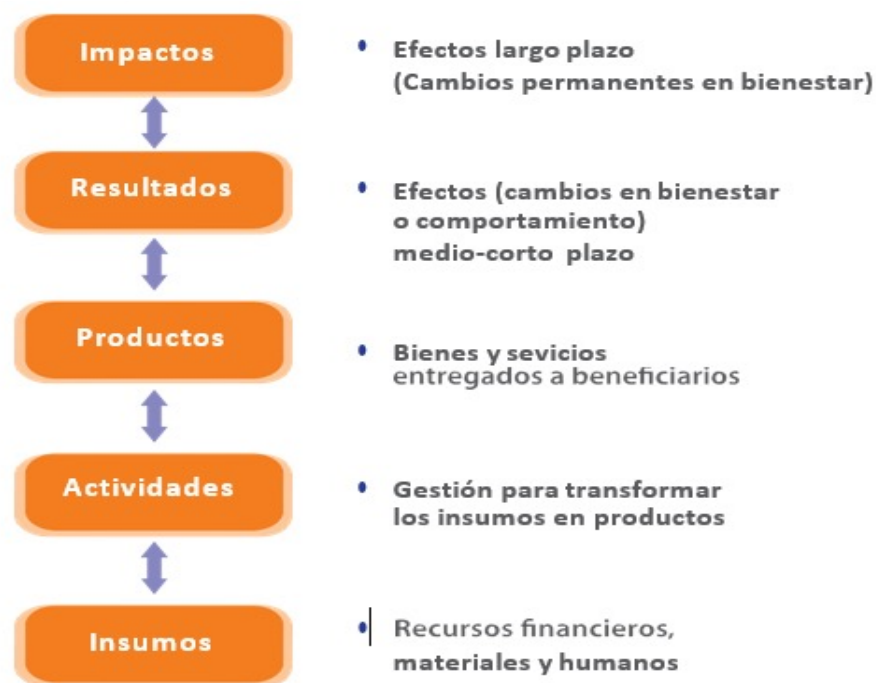 Impactos
• Efectos largo plazo
(Cambios permanentes en bienestar)
Resultados
• Efectos (cambios en bienestar
o comportamiento)
medio-corto plazo
Productos
• Bienes y sevicios
entregados a beneficiarios
Actividades
• Gestión para transformar
los insumos en productos
Insumos
• Recursos financieros,
materiales y humanos